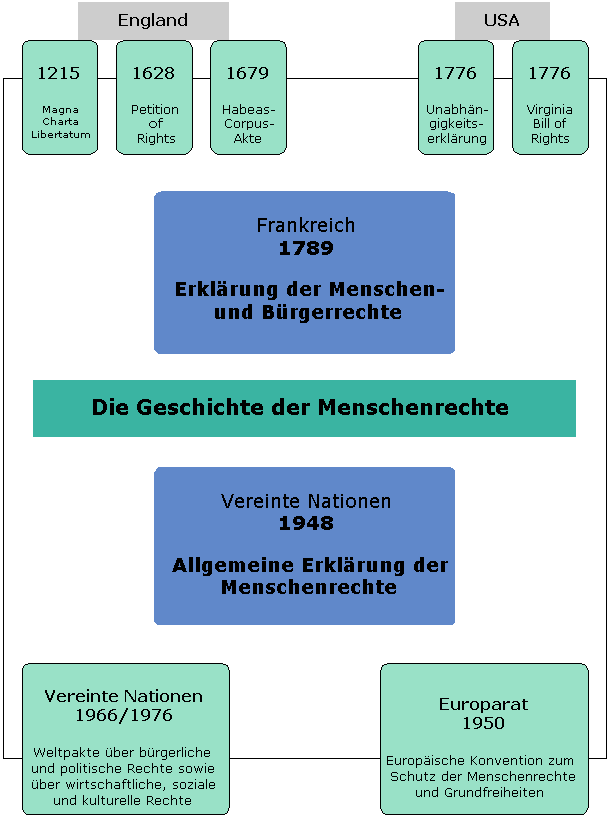 England
1215
Magna
Charta
Libertatum
1628
Petition
of
Rights
1679
Habeas-
Corpus-
Akte
USA
1776
Unabhän-
gigkeits-
erklärung
1776
Virginia
Bill of
Rights
Frankreich
1789
Erklärung der Menschen-
und Bürgerrechte
Die Geschichte der Menschenrechte
Vereinte Nationen
1948
Allgemeine Erklärung der
Menschenrechte
Vereinte Nationen
1966/1976
Weltpakte über bürgerliche
und politische Rechte sowie
über wirtschaftliche, soziale
und kulturelle Rechte
Europarat
1950
Europäische Konvention zum
Schutz der Menschenrechte
und Grundfreiheiten